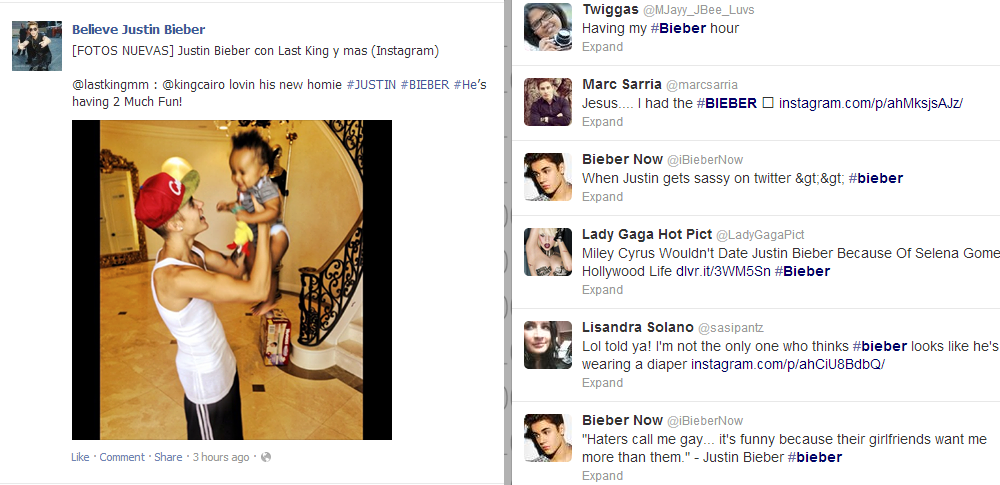 Believe Justin Bieber
[FOTOS NUEVAS] Justin Bieber con Last King y mas (Instagram)
@lastkingmm : @kingcairo lovin his new homie #JUSTIN #BIEBER #He's
having 2 Much Fun!
Like · Comment · Share · 3 hours ago ·
Twiggas @MJayy_JBee_Luvs
Having my #Bieber hour
Expand
Marc Sarria @marcsarria
Jesus.... I had the #BIEBER □ instagram.com/p/ahMksjsAJz/
Expand
Bieber Now @iBieberNow
When Justin gets sassy on twitter &gt;&gt; #bieber
Expand
Lady Gaga Hot Pict @LadyGagaPict
Miley Cyrus Wouldn't Date Justin Bieber Because Of Selena Gome
Hollywood Life dlvr.it/3WM5Sn #Bieber
Expand
Lisandra Solano @sasipantz
Lol told ya! I'm not the only one who thinks #bieber looks like he's
wearing a diaper instagram.com/p/ahCiU8BdbQ/
Expand
Bieber Now @iBieberNow
"Haters call me gay... it's funny because their girlfriends want me
more than them." - Justin Bieber #bieber
Expand